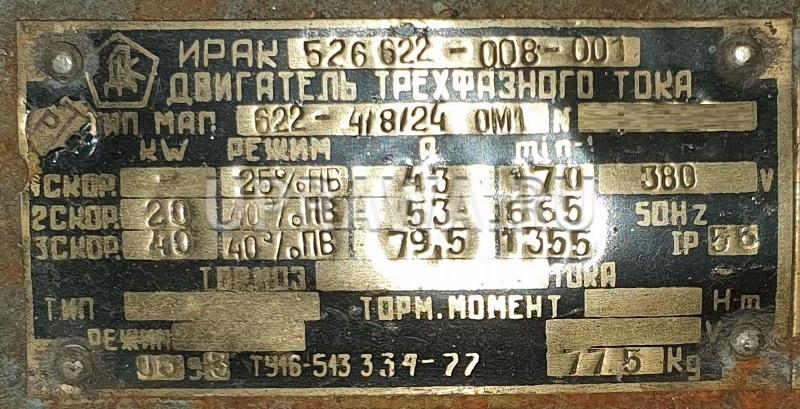 ИРАК 526 622-008-001
ДВИГАТЕЛЬ ТРЕХФАЗНОГО ТОКА
ТИП МАП 622-4/8/24 ОМ1 N
KW РЕЖИМ A min-1
1СКОР. 25%ПВ 43 170 380 V
2СКОР. 20 40%ПВ 53 665 50HZ
3СКОР. 40 40%ПВ 79,5 1355 IP 56
ТОРМОЗ ТОКА
ТИП ТОРМ. МОМЕНТ H-m
РЕЖИМ V
ТУ16-513 334-77 775 Kg